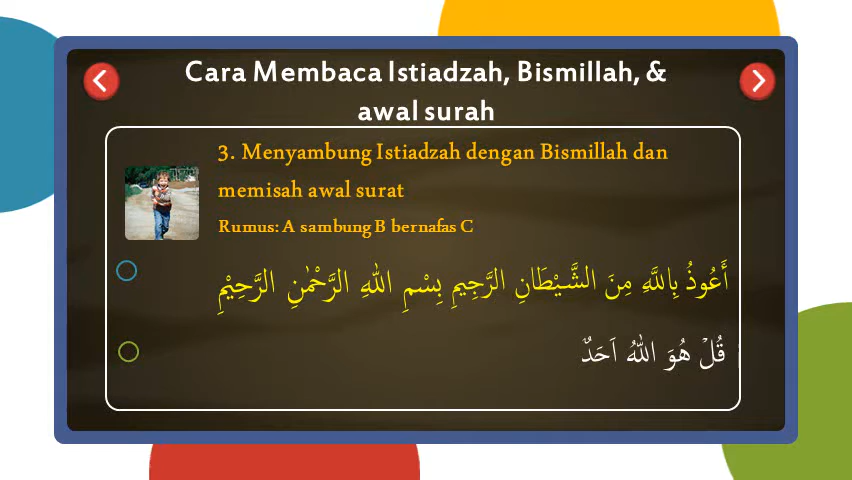 Cara Membaca Istiadzah, Bismillah, &
awal surah
3. Menyambung Istiadzah dengan Bismillah dan
memisah awal surat
Rumus: A sambung B bernafas C
أَعُوذُ بِاللَّهِ مِنَ الشَّيْطَانِ الرَّجِيمِ بِسْمِ اللهِ الرَّحْمٰنِ الرَّحِيْمِ
قُلْ هُوَ اللهُ اَحَدٌ